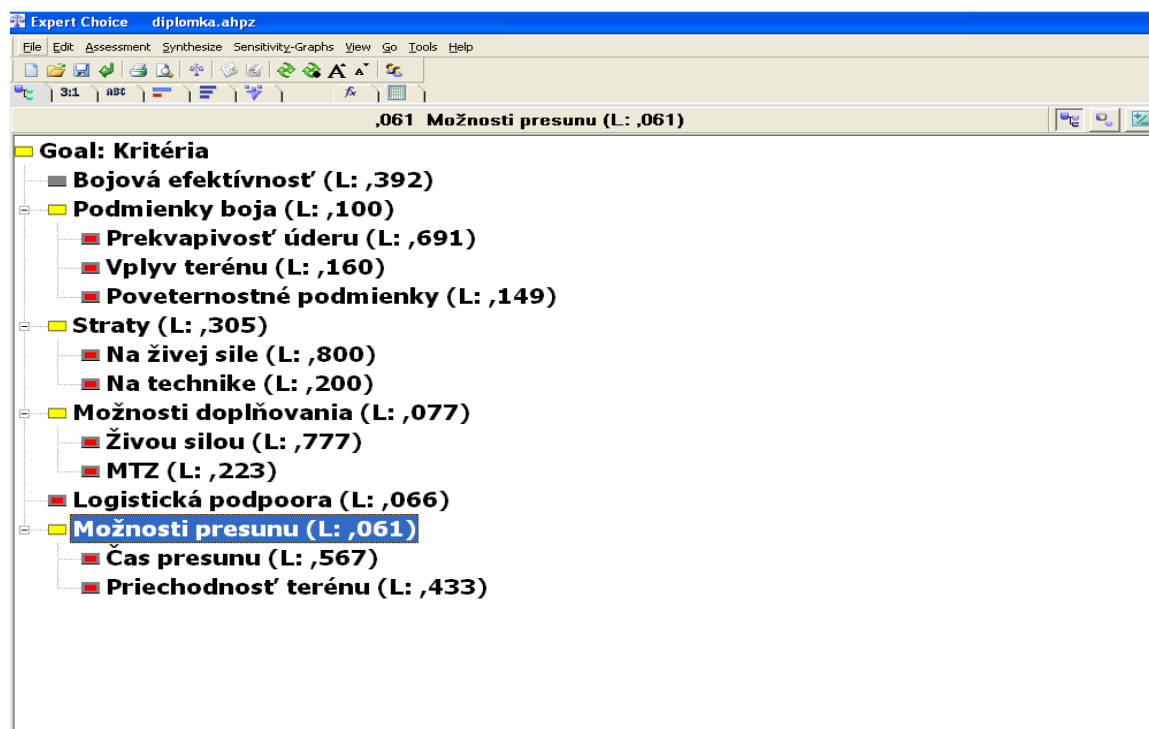 Expert Choice diplomka.ahpz
File Edit Assessment Synthesize Sensitivity-Graphs View Go Tools Help
3:1 ABC fx
,061 Možnosti presunu (L: ,061)
Goal: Kritéria
Bojová efektívnosť (L: ,392)
Podmienky boja (L: ,100)
Prekvapivosť úderu (L: ,691)
Vplyv terénu (L: ,160)
Poveternostné podmienky (L: ,149)
Straty (L: ,305)
Na živej sile (L: ,800)
Na technike (L: ,200)
Možnosti doplňovania (L: ,077)
Živou silou (L: ,777)
MTZ (L: ,223)
Logistická podpoora (L: ,066)
Možnosti presunu (L: ,061)
Čas presunu (L: ,567)
Priechodnosť terénu (L: ,433)